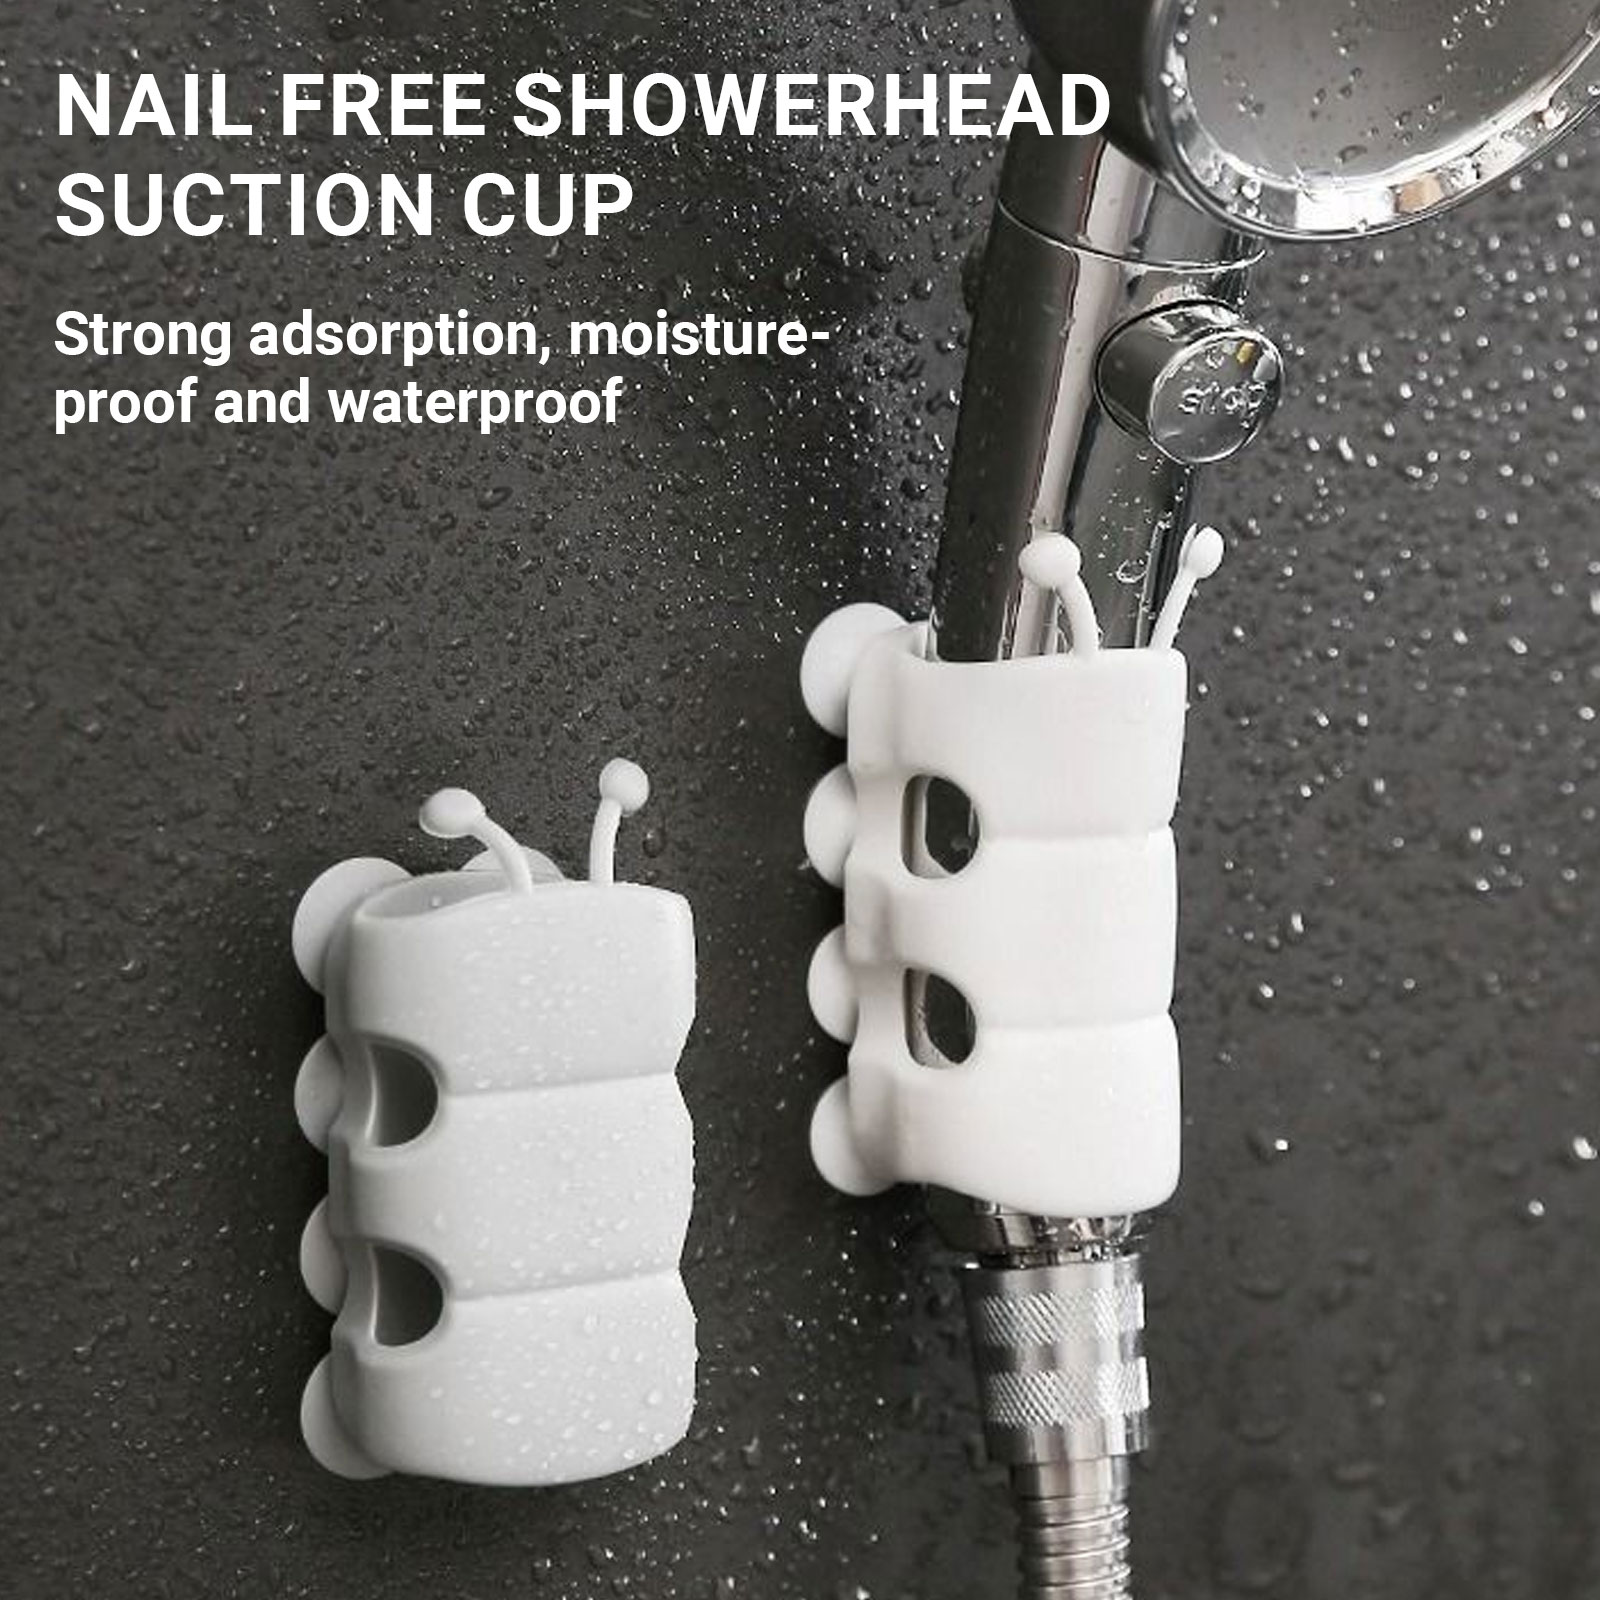 NAIL FREE SHOWERHEAD
SUCTION CUP
Strong adsorption, moisture-
proof and waterproof
stop